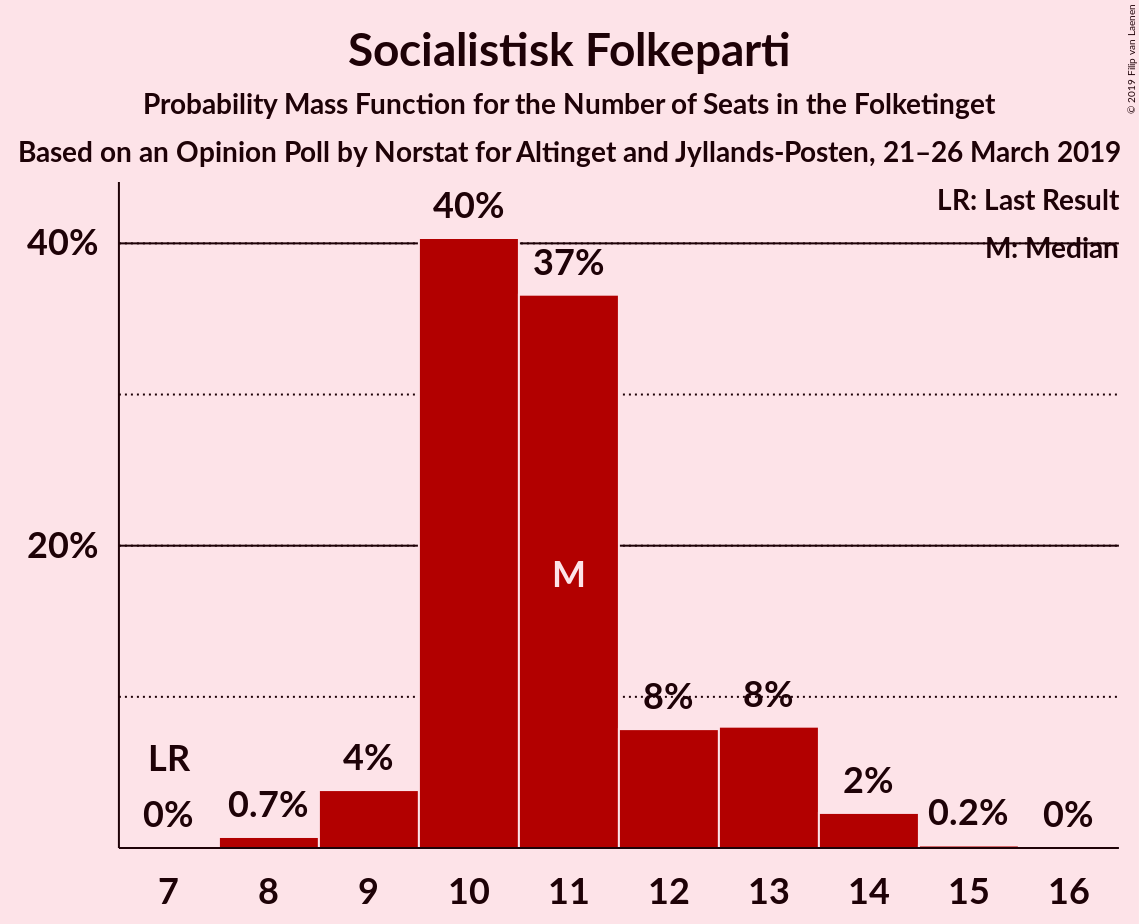 Socialistisk Folkeparti
Probability Mass Function for the Number of Seats in the Folketinget
Based on an Opinion Poll by Norstat for Altinget and Jyllands-Posten, 21–26 March 2019
© 2019 Filip van Laenen
LR: Last Result
M: Median
40%
20%
LR
0%
0.7%
4%
40%
37%
M
8%
8%
2%
0.2%
0%
7 8 9 10 11 12 13 14 15 16